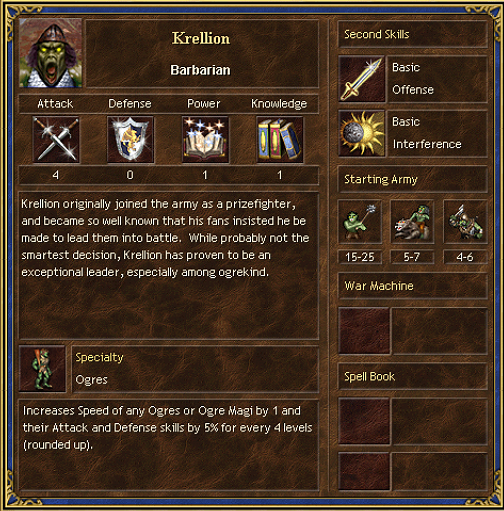 Krellion
Barbarian
Attack Defense Power Knowledge
4 0 1 1
Krellion originally joined the army as a prizefighter,
and became so well known that his fans insisted he be
made to lead them into battle. While probably not the
smartest decision, Krellion has proven to be an
exceptional leader, especially among ogrekind.
Specialty
Ogres
Increases Speed of any Ogres or Ogre Magi by 1 and
their Attack and Defense skills by 5% for every 4 levels
(rounded up).
Second Skills
Basic
Offense
Basic
Interference
Starting Army
15-25 5-7 4-6
War Machine
Spell Book